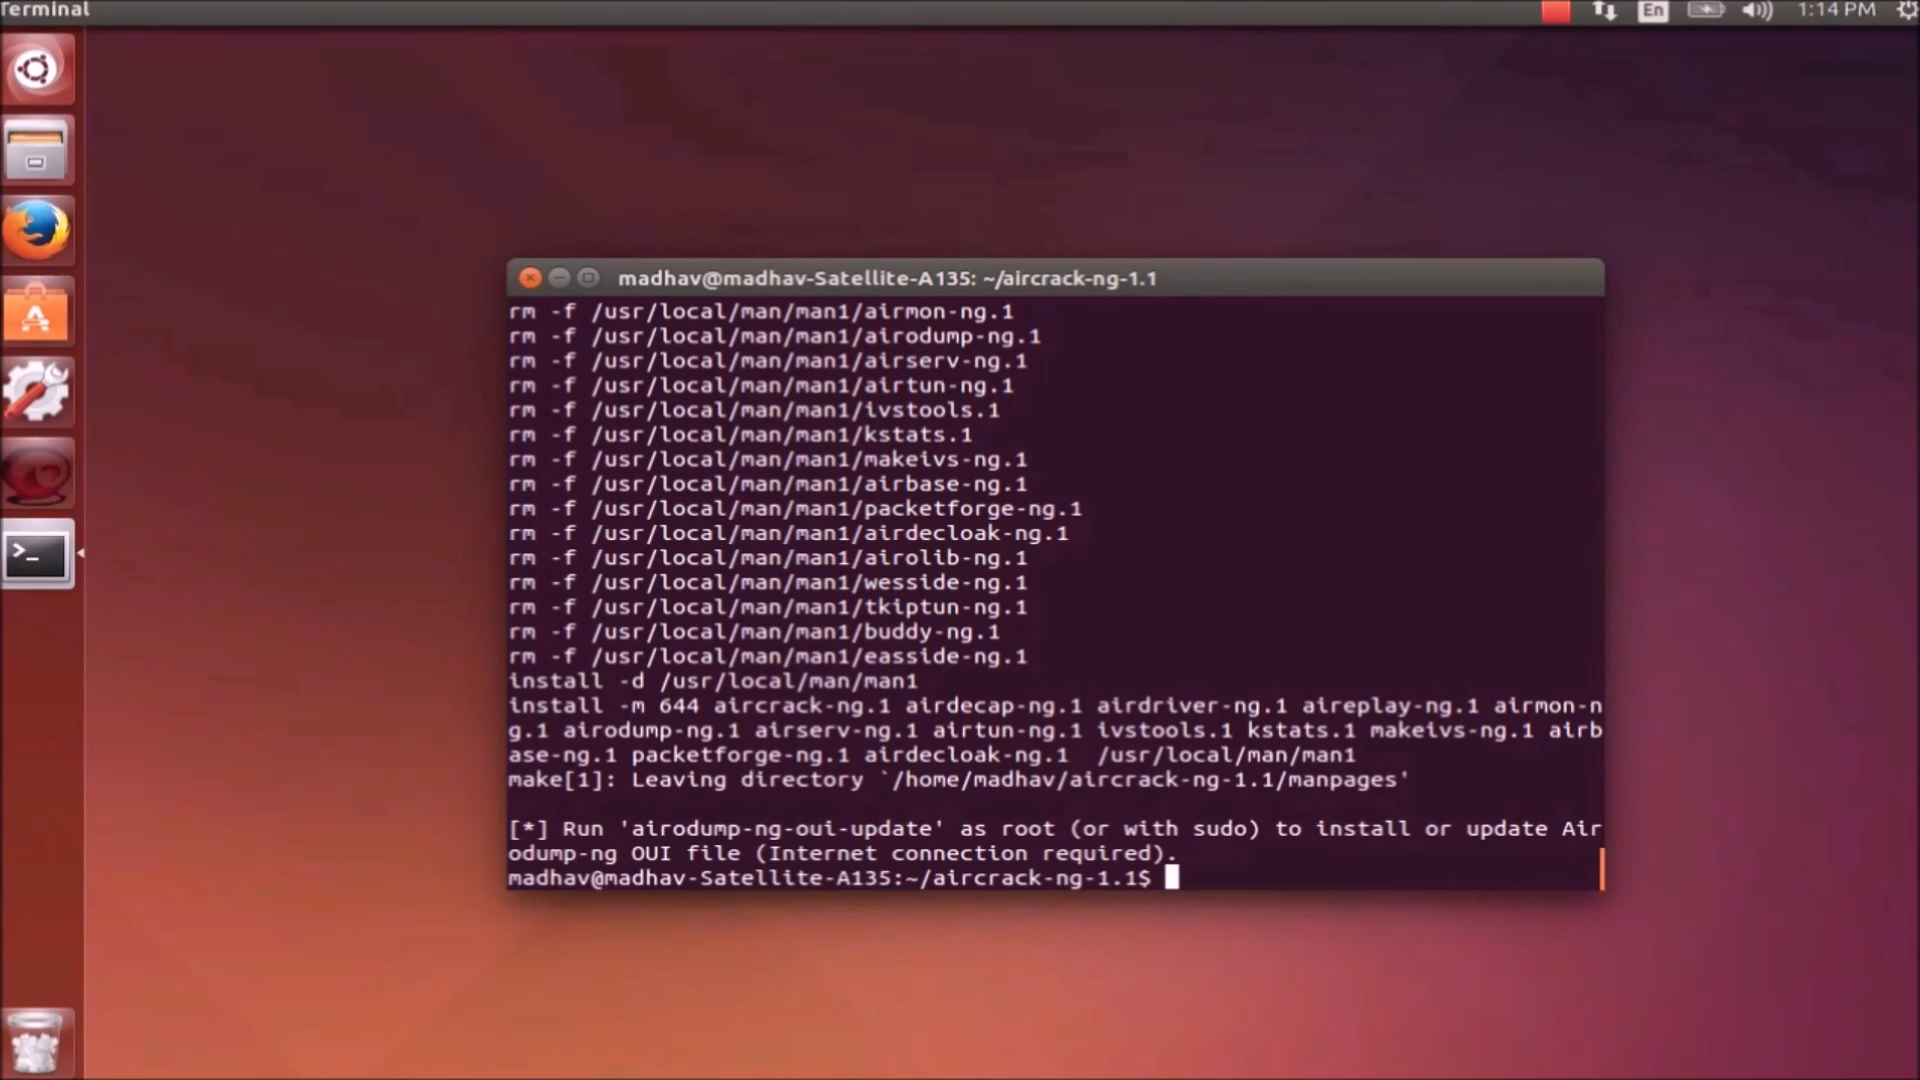 Terminal
En
1:14 PM
madhav@madhav-Satellite-A135: ~/aircrack-ng-1.1
rm -f /usr/local/man/man1/airmon-ng.1
rm -f /usr/local/man/man1/airodump-ng.1
rm -f /usr/local/man/man1/airserv-ng.1
rm -f /usr/local/man/man1/airtun-ng.1
rm -f /usr/local/man/man1/ivstools.1
rm -f /usr/local/man/man1/kstats.1
rm -f /usr/local/man/man1/makeivs-ng.1
rm -f /usr/local/man/man1/airbase-ng.1
rm -f /usr/local/man/man1/packetforge-ng.1
rm -f /usr/local/man/man1/airdecloak-ng.1
rm -f /usr/local/man/man1/airolib-ng.1
rm -f /usr/local/man/man1/wesside-ng.1
rm -f /usr/local/man/man1/tkiptun-ng.1
rm -f /usr/local/man/man1/buddy-ng.1
rm -f /usr/local/man/man1/easside-ng.1
install -d /usr/local/man/man1
install -m 644 aircrack-ng.1 airdecap-ng.1 airdriver-ng.1 aireplay-ng.1 airmon-n
g.1 airodump-ng.1 airserv-ng.1 airtun-ng.1 ivstools.1 kstats.1 makeivs-ng.1 airb
ase-ng.1 packetforge-ng.1 airdecloak-ng.1  /usr/local/man/man1
make[1]: Leaving directory `/home/madhav/aircrack-ng-1.1/manpages'
[*] Run 'airodump-ng-oui-update' as root (or with sudo) to install or update Air
odump-ng OUI file (Internet connection required).
madhav@madhav-Satellite-A135:~/aircrack-ng-1.1$